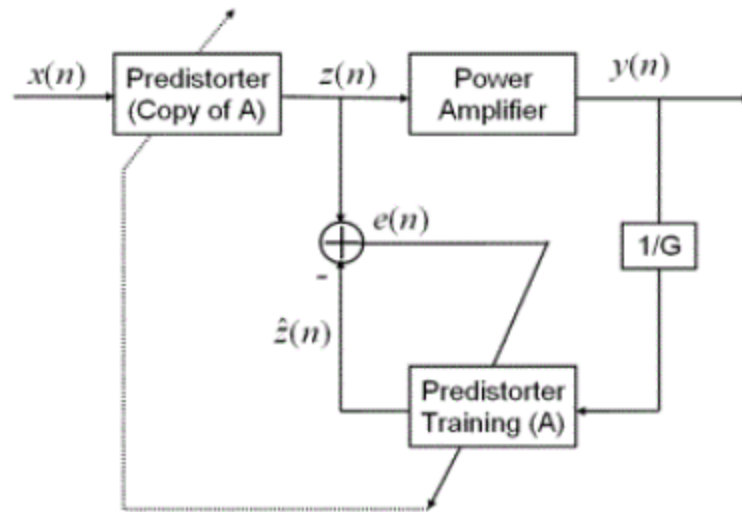 x(n)
Predistorter
(Copy of A)
z(n)
Power
Amplifier
y(n)
e(n)
1/G
-
ẑ(n)
Predistorter
Training (A)